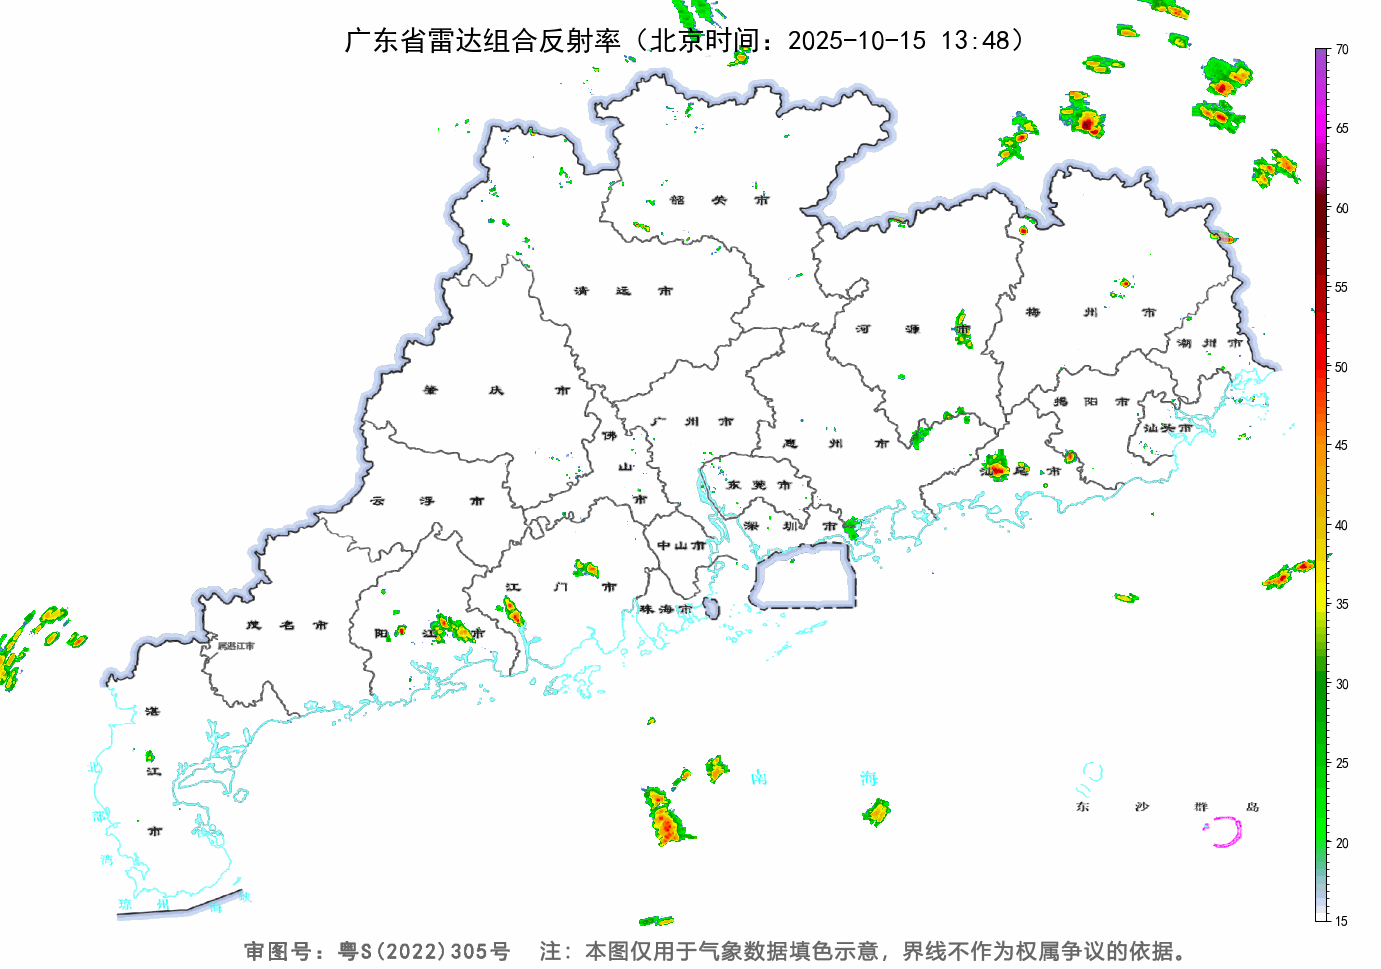 广东省雷达组合反射率（北京时间：2025-10-15 13:48）
70
65
60
55
50
45
40
35
30
25
20
15
韶关市
清远市
河源市
梅州市
潮州市
肇庆市
广州市
佛山市
惠州市
揭阳市
汕头市
汕尾市
云浮市
东莞市
深圳市
中山市
江门市
珠海市
茂名市
属湛江市
阳江市
湛江市
南海
东沙群岛
北部湾
琼州海峡
审图号：粤S(2022)305号 注：本图仅用于气象数据填色示意，界线不作为权属争议的依据。